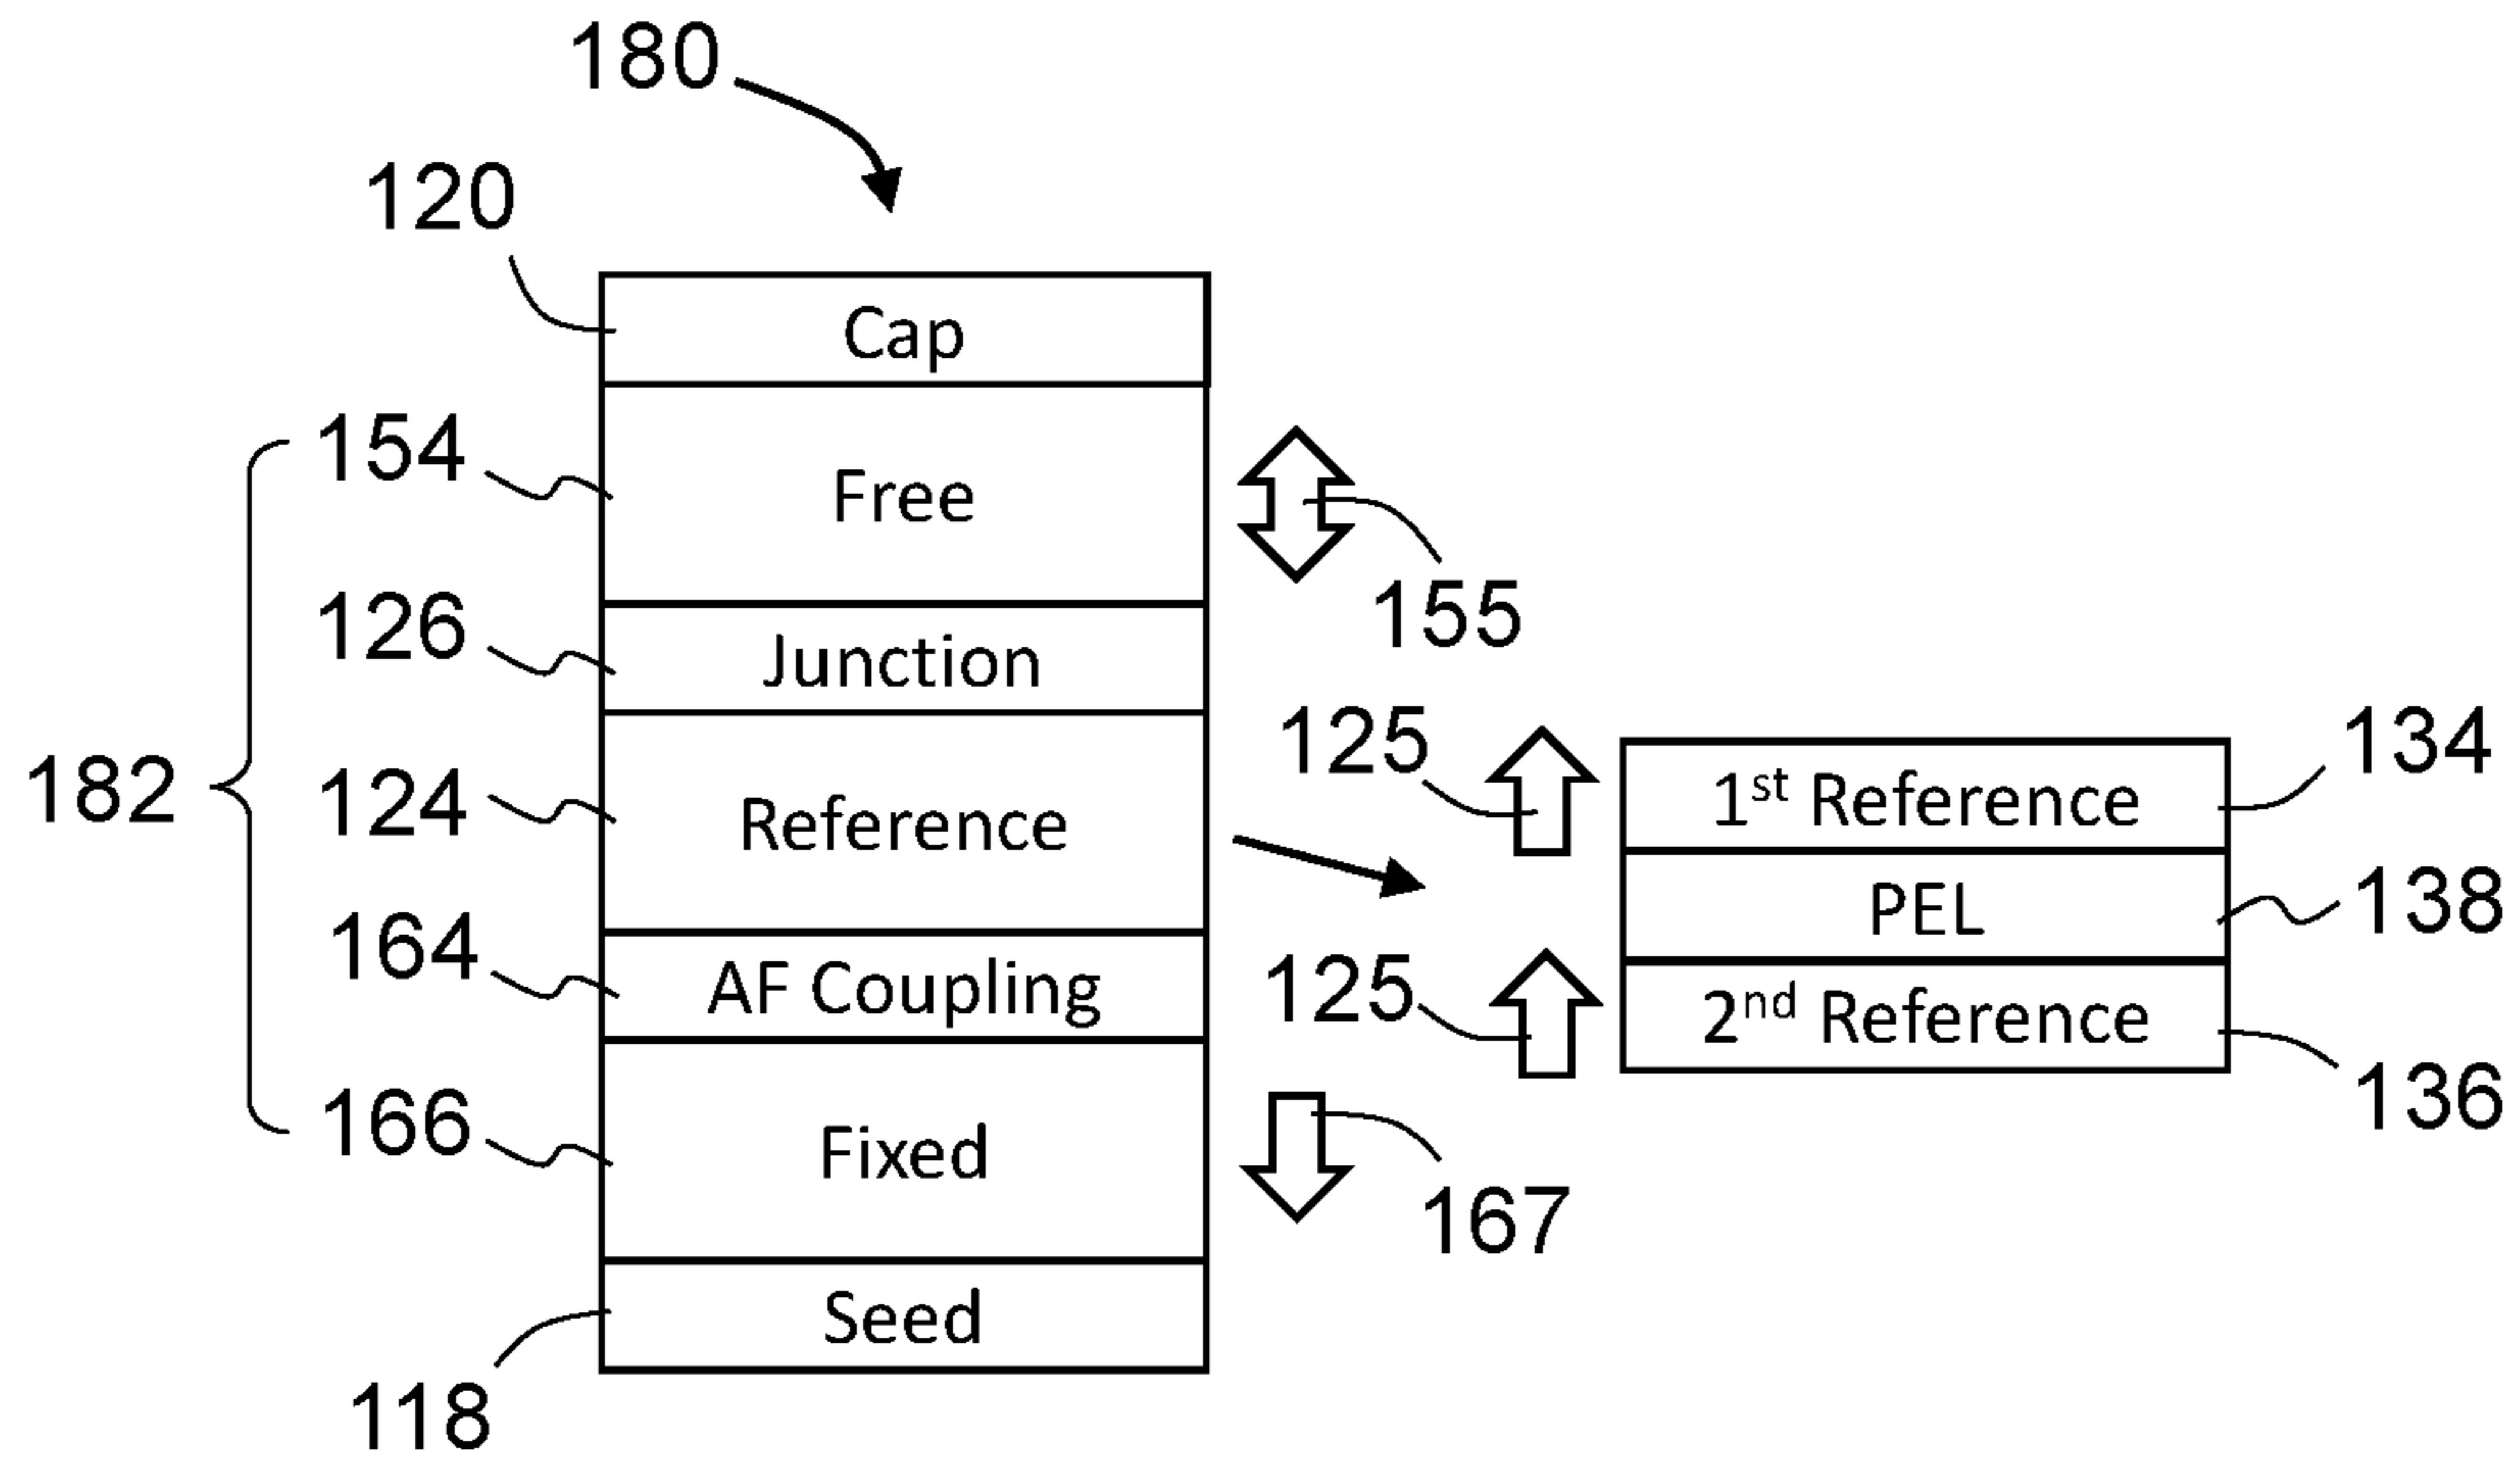 180
120
Cap
154
Free
155
126
Junction
182
124
Reference
125
1st Reference
134
PEL
138
164
AF Coupling
125
2nd Reference
136
166
Fixed
167
Seed
118